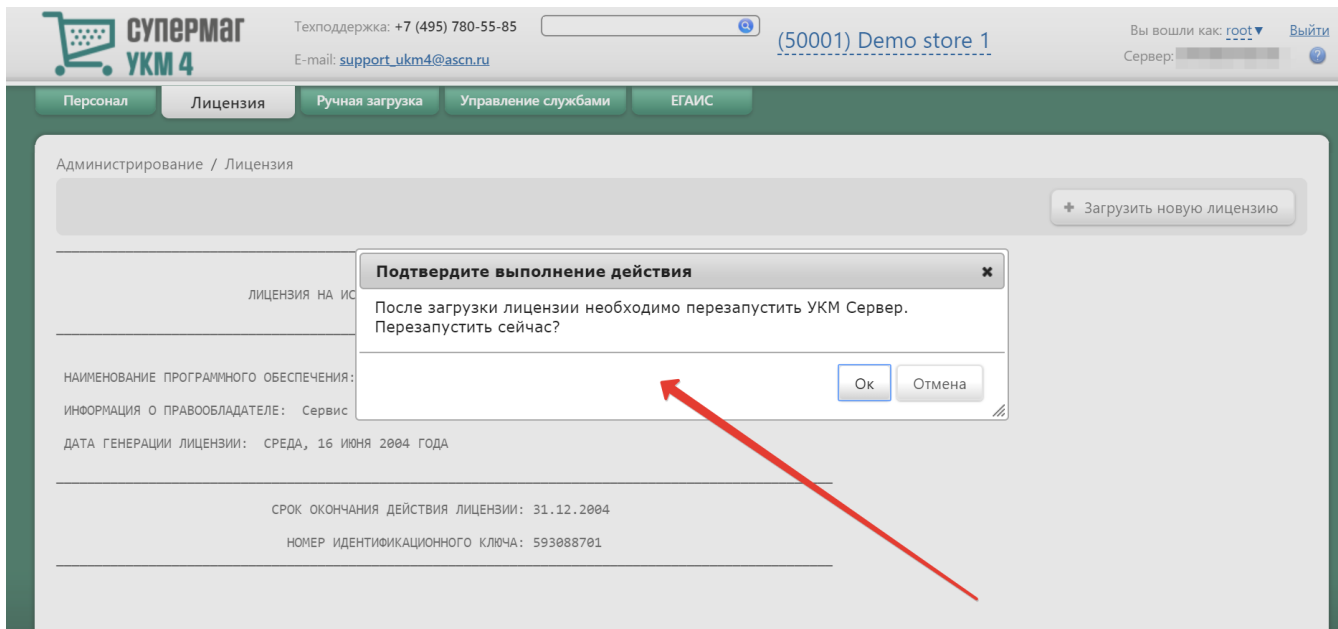 СУПЕРМАГ
УКМ 4
Техподдержка: +7 (495) 780-55-85
E-mail: support_ukm4@ascn.ru
(50001) Demo store 1
Вы вошли как: root▼ Выйти
Сервер: ?
Персонал Лицензия Ручная загрузка Управление службами ЕГАИС
Администрирование / Лицензия
+ Загрузить новую лицензию
ЛИЦЕНЗИЯ НА
Подтвердите выполнение действия
После загрузки лицензии необходимо перезапустить УКМ Сервер.
Перезапустить сейчас?
Ок Отмена
НАИМЕНОВАНИЕ ПРОГРАММНОГО ОБЕСПЕЧЕНИЯ:
ИНФОРМАЦИЯ О ПРАВООБЛАДАТЕЛЕ: Сервис
ДАТА ГЕНЕРАЦИИ ЛИЦЕНЗИИ: СРЕДА, 16 ИЮНЯ 2004 ГОДА
СРОК ОКОНЧАНИЯ ДЕЙСТВИЯ ЛИЦЕНЗИИ: 31.12.2004
НОМЕР ИДЕНТИФИКАЦИОННОГО КЛЮЧА: 593088701